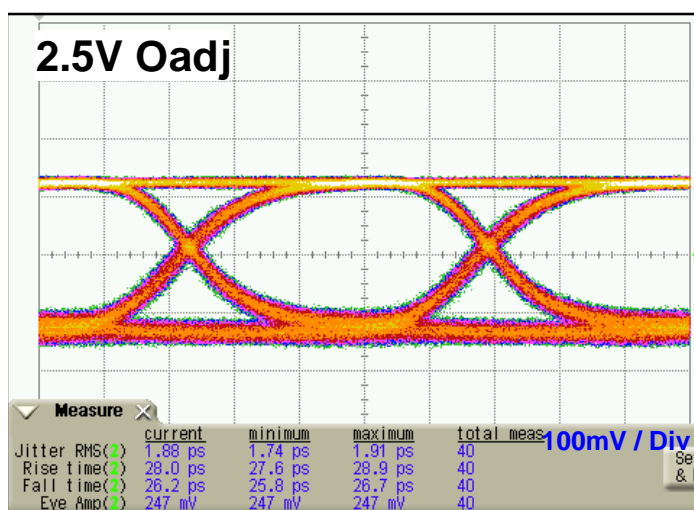 2.5V Oadj
Measure
current minimum maximum total meas
100mV / Div
Jitter RMS(2) 1.88 ps 1.74 ps 1.91 ps 40
Rise time(2) 28.0 ps 27.6 ps 28.9 ps 40
Fall time(2) 26.2 ps 25.8 ps 26.7 ps 40
Eye Amp(2) 247 mV 247 mV 247 mV 40